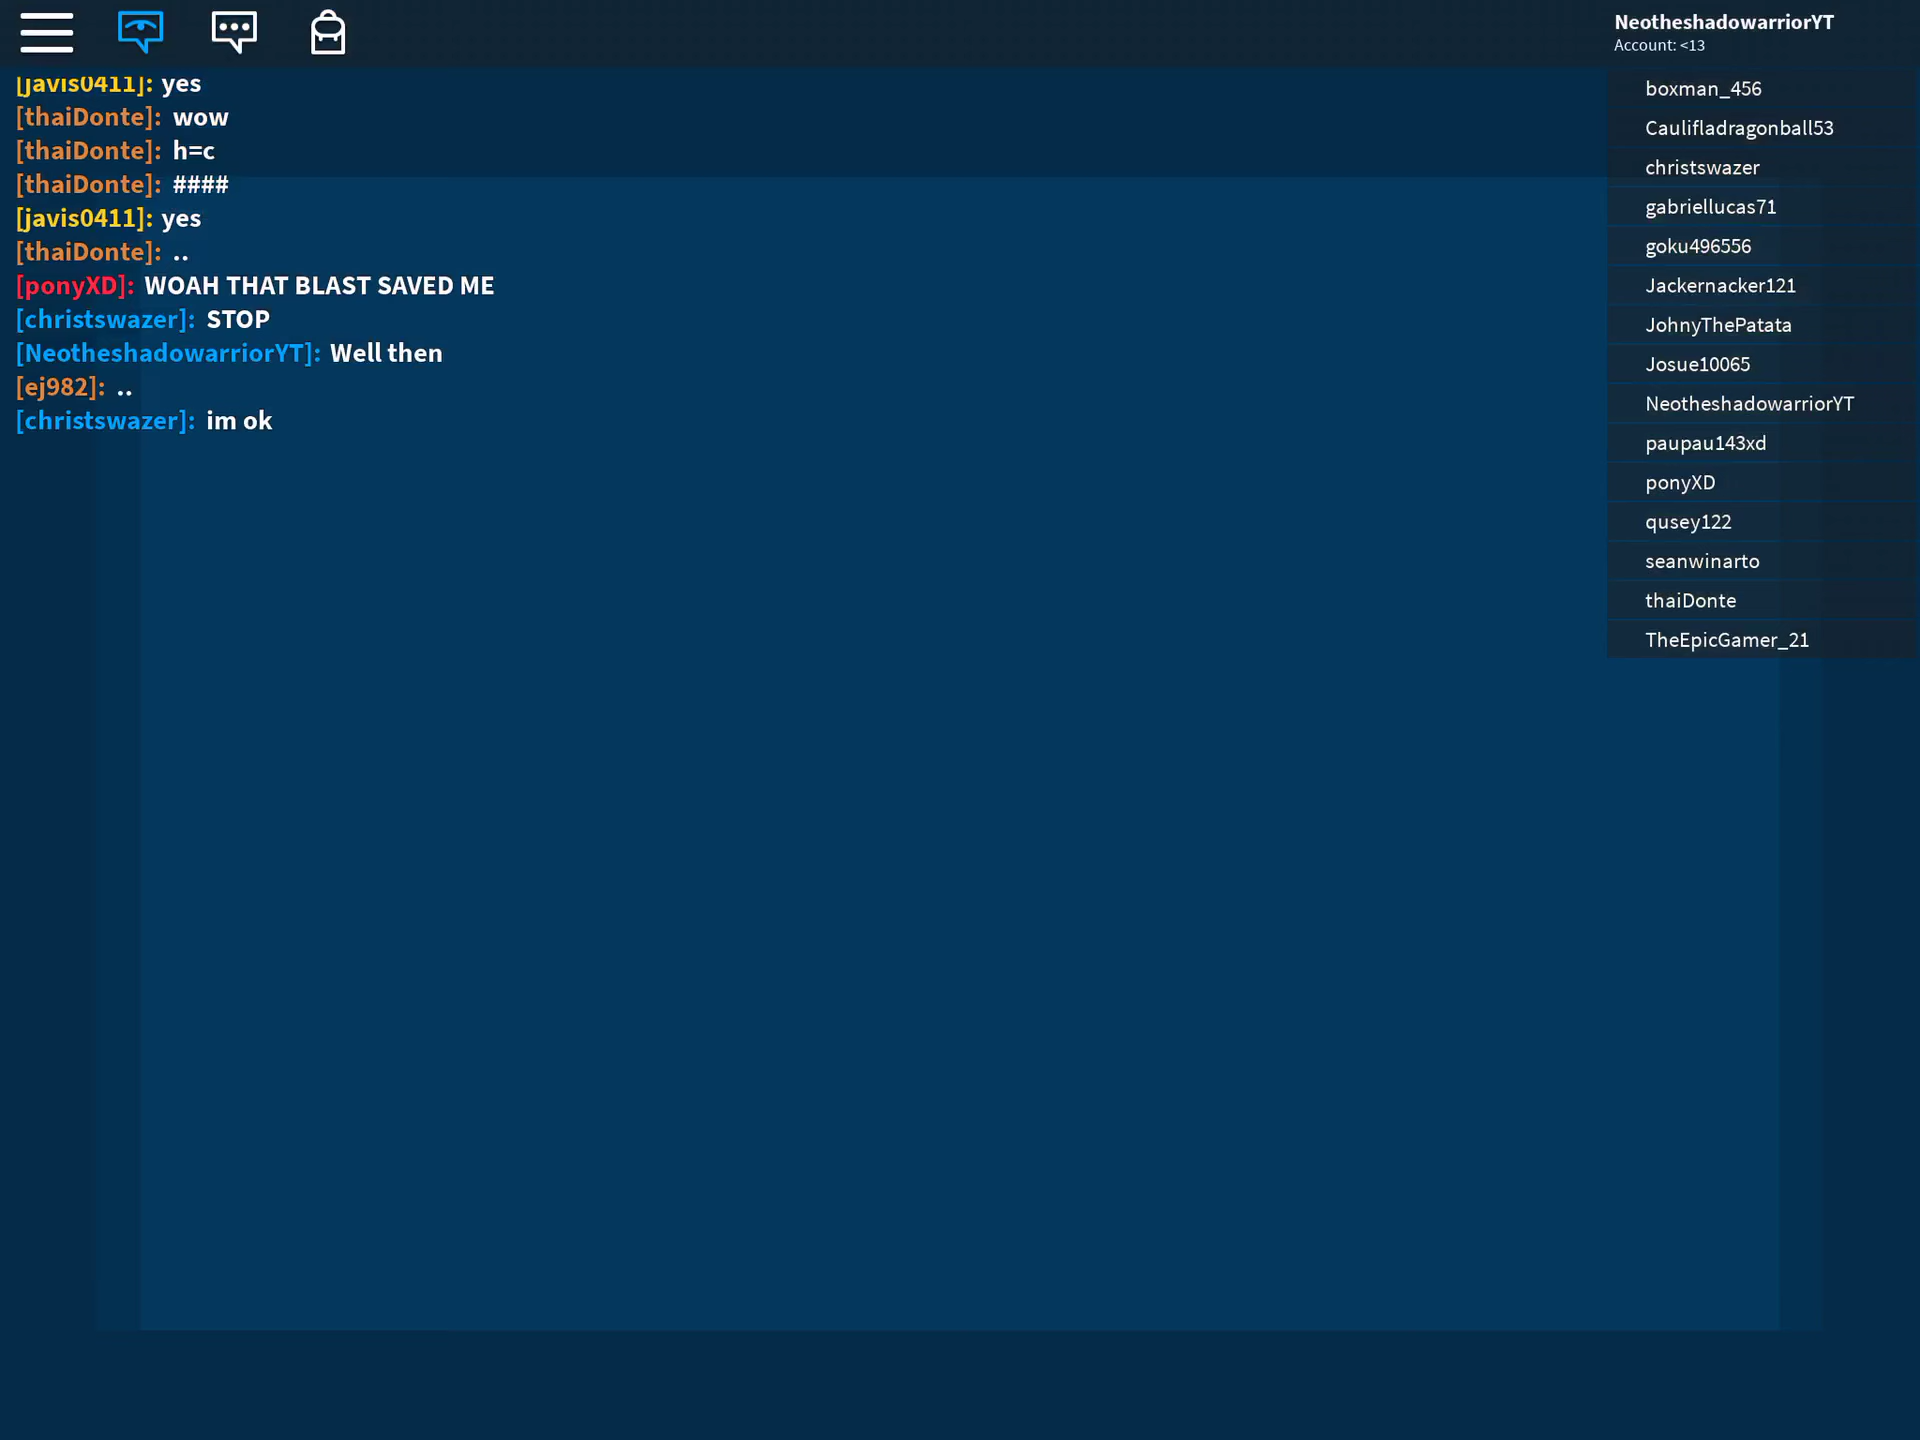 NeotheshadowarriorYT
Account: <13
[javis0411]: yes
[thaiDonte]: wow
[thaiDonte]: h=c
[thaiDonte]: ####
[javis0411]: yes
[thaiDonte]: ..
[ponyXD]: WOAH THAT BLAST SAVED ME
[christswazer]: STOP
[NeotheshadowarriorYT]: Well then
[ej982]: ..
[christswazer]: im ok
boxman_456
Caulifladragonball53
christswazer
gabriellucas71
goku496556
Jackernacker121
JohnyThePatata
Josue10065
NeotheshadowarriorYT
paupau143xd
ponyXD
qusey122
seanwinarto
thaiDonte
TheEpicGamer_21